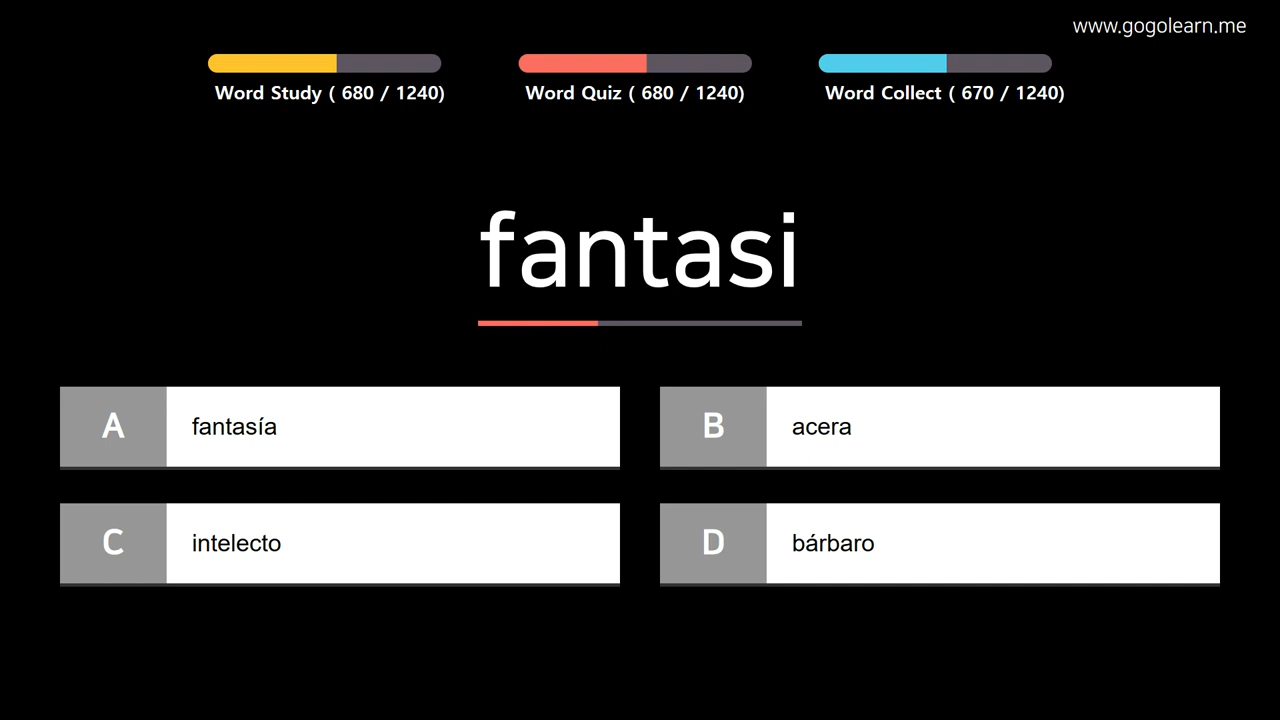 www.gogolearn.me
Word Study ( 680 / 1240)
Word Quiz ( 680 / 1240)
Word Collect ( 670 / 1240)
fantasi
A fantasía
B acera
C intelecto
D bárbaro